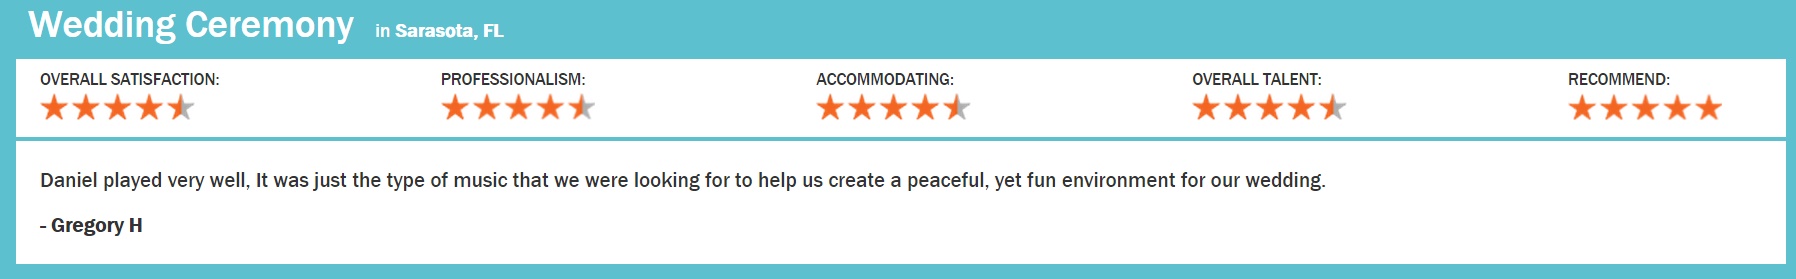 Wedding Ceremony in Sarasota, FL
OVERALL SATISFACTION: PROFESSIONALISM: ACCOMMODATING: OVERALL TALENT: RECOMMEND:
Daniel played very well, It was just the type of music that we were looking for to help us create a peaceful, yet fun environment for our wedding.
- Gregory H